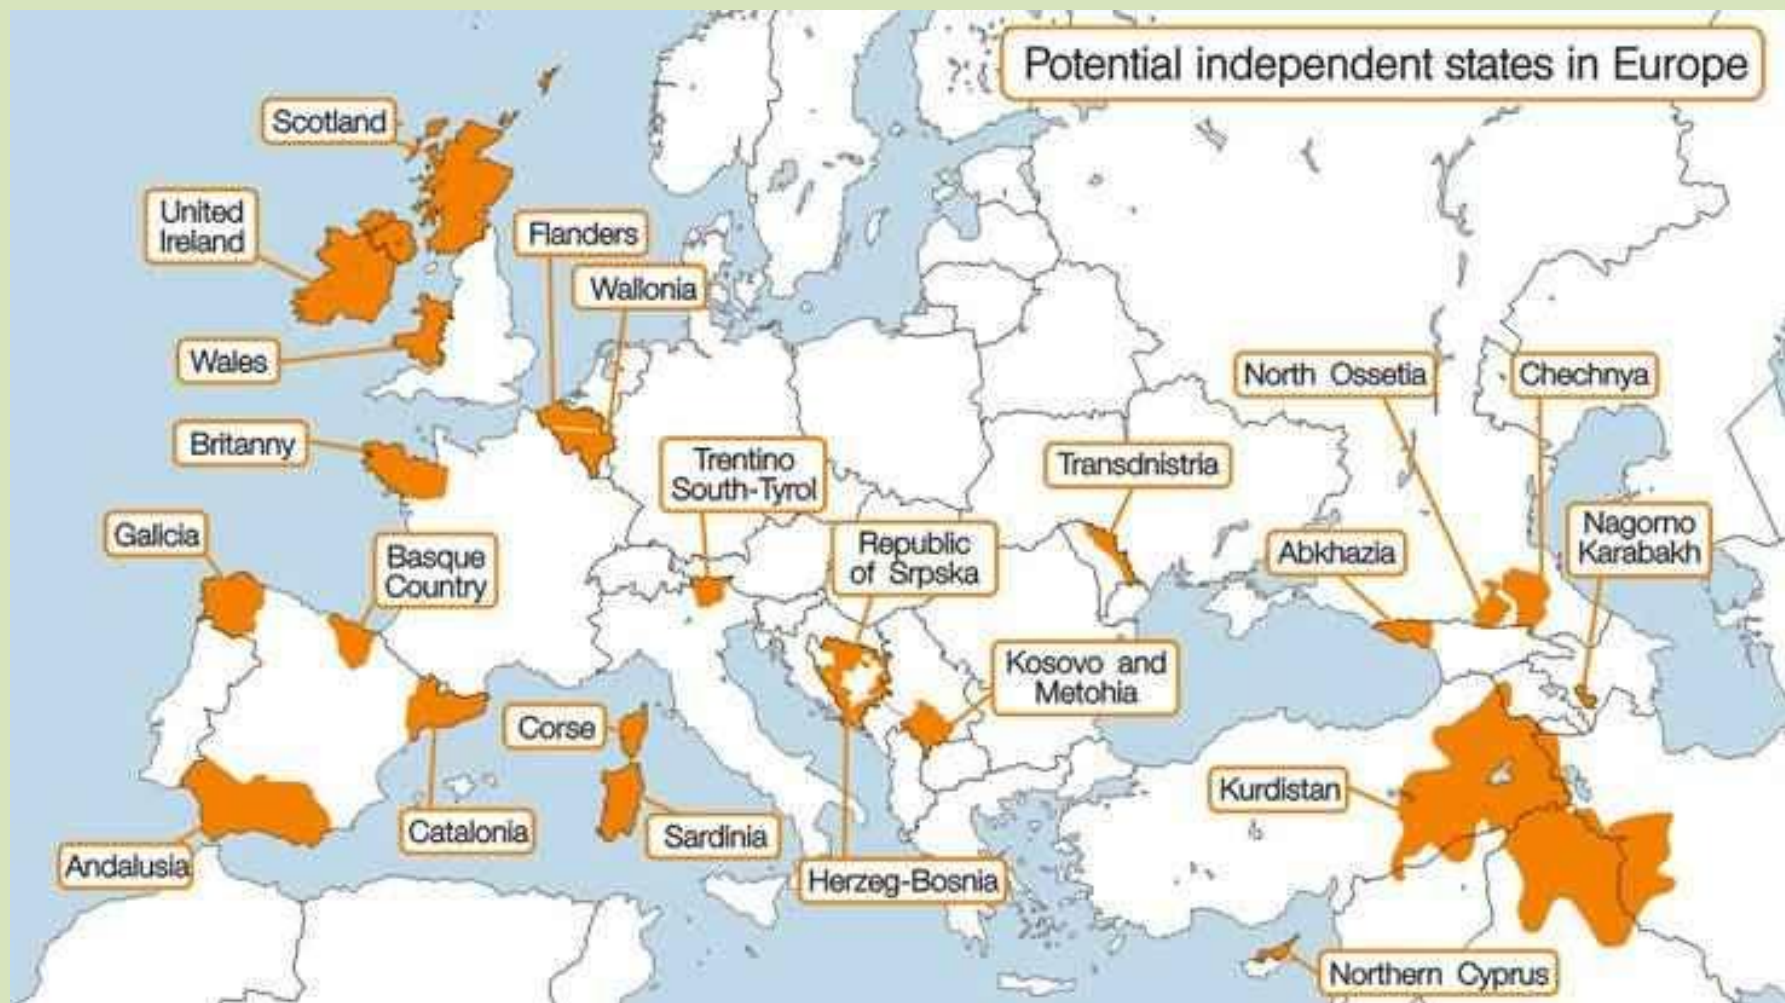 Potential independent states in Europe
Scotland
United
Ireland
Flanders
Wallonia
Wales
North Ossetia
Chechnya
Britanny
Trentino
South-Tyrol
Transdnistria
Galicia
Basque
Country
Republic
of Srpska
Abkhazia
Nagorno
Karabakh
Kosovo and
Metohia
Corse
Kurdistan
Catalonia
Sardinia
Andalusia
Herzeg-Bosnia
Northern Cyprus